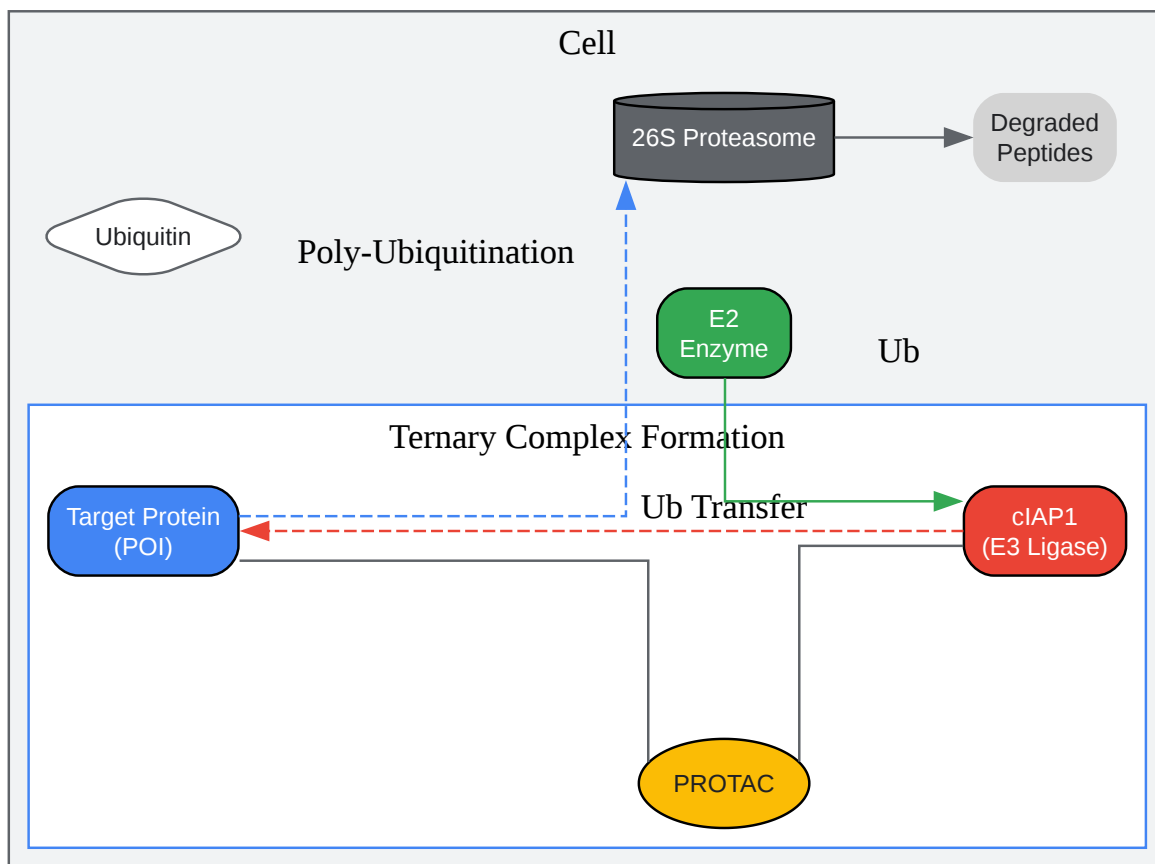 Cell
26S Proteasome
Degraded
Peptides
Ubiquitin
Poly-Ubiquitination
E2
Enzyme
Ub
Ternary Complex Formation
Target Protein
(POI)
Ub Transfer
cIAP1
(E3 Ligase)
PROTAC